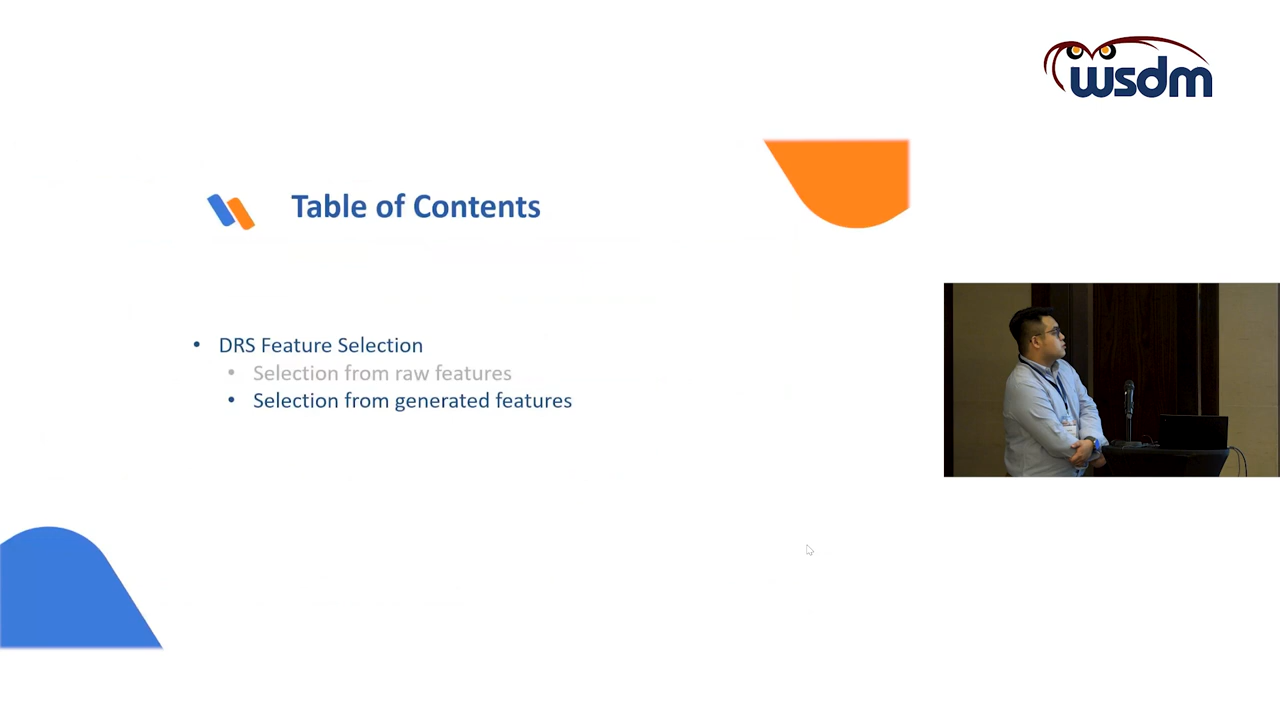 wsdm
Table of Contents
• DRS Feature Selection
• Selection from raw features
• Selection from generated features